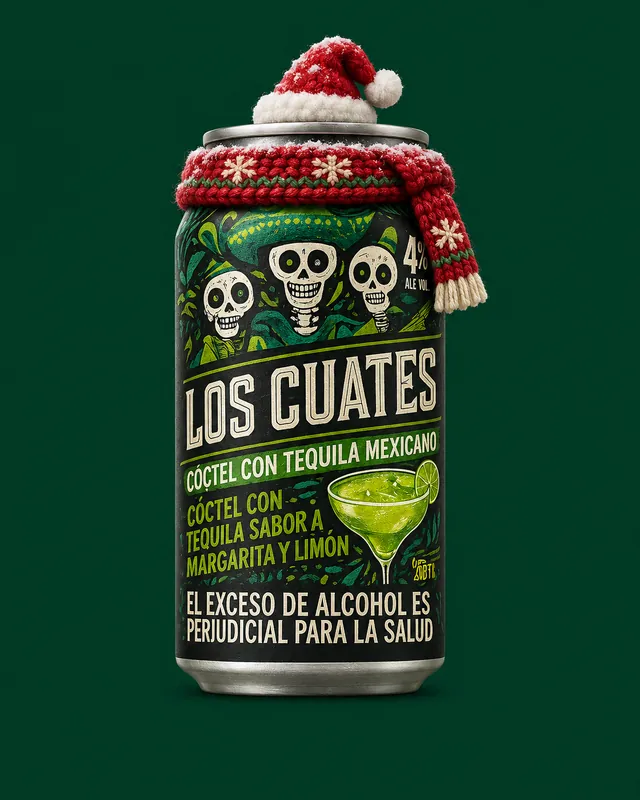 4%
ALE VOL.
LOS CUATES
CÓCTEL CON TEQUILA MEXICANO
CÓCTEL CON
TEQUILA SABOR A
MARGARITA Y LIMÓN
EL EXCESO DE ALCOHOL ES
PERJUDICIAL PARA LA SALUD